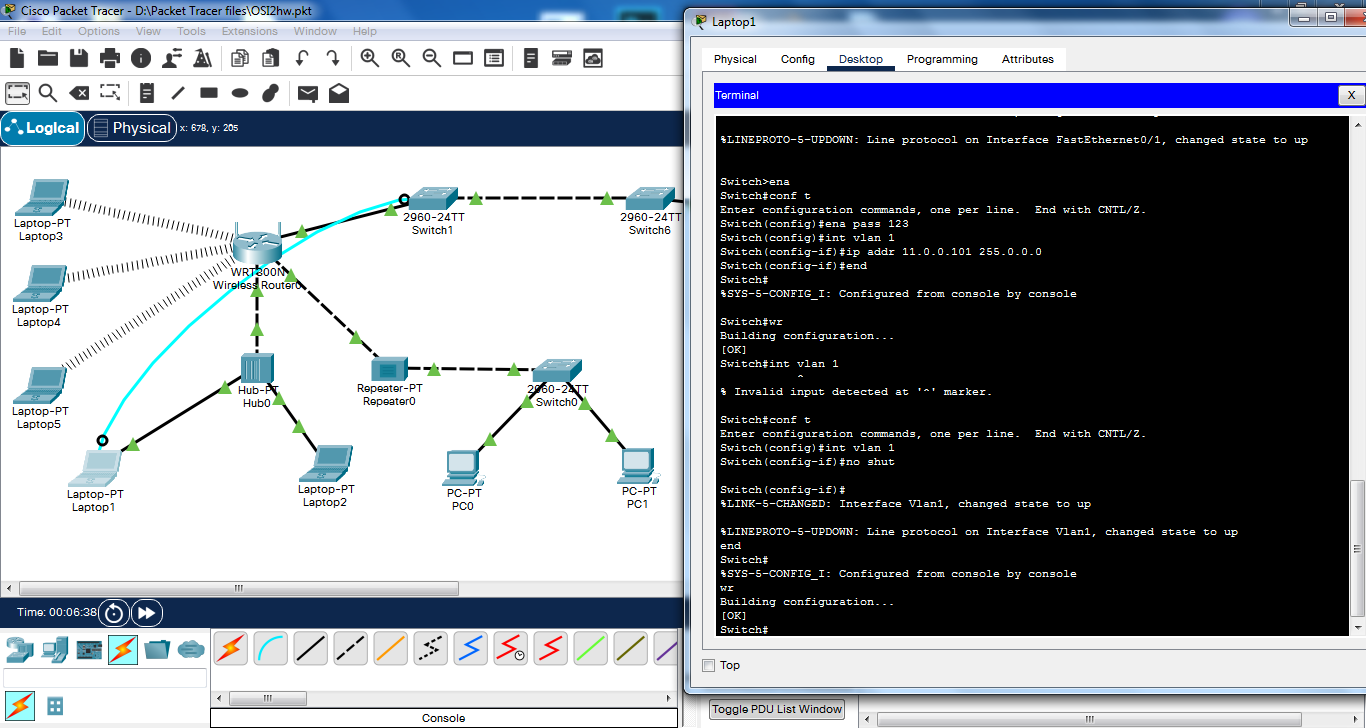 Cisco Packet Tracer - D:\Packet Tracer files\OSI2hw.pkt
File Edit Options View Tools Extensions Window Help
Logical
Physical
x: 678, y: 205
Laptop-PT
Laptop3
Laptop-PT
Laptop4
Laptop-PT
Laptop5
WRT300N
Wireless Router0
2960-24TT
Switch1
2960-24TT
Switch6
Hub-PT
Hub0
Repeater-PT
Repeater0
2960-24TT
Switch0
Laptop-PT
Laptop1
Laptop-PT
Laptop2
PC-PT
PC0
PC-PT
PC1
Time: 00:06:38
Console
Laptop1
Physical Config Desktop Programming Attributes
Terminal
X
%LINEPROTO-5-UPDOWN: Line protocol on Interface FastEthernet0/1, changed state to up
Switch>ena
Switch#conf t
Enter configuration commands, one per line.  End with CNTL/Z.
Switch(config)#ena pass 123
Switch(config)#int vlan 1
Switch(config-if)#ip addr 11.0.0.101 255.0.0.0
Switch(config-if)#end
Switch#
%SYS-5-CONFIG_I: Configured from console by console
Switch#wr
Building configuration...
[OK]
Switch#int vlan 1
^
% Invalid input detected at '^' marker.
Switch#conf t
Enter configuration commands, one per line.  End with CNTL/Z.
Switch(config)#int vlan 1
Switch(config-if)#no shut
Switch(config-if)#
%LINK-5-CHANGED: Interface Vlan1, changed state to up
%LINEPROTO-5-UPDOWN: Line protocol on Interface Vlan1, changed state to up
end
Switch#
%SYS-5-CONFIG_I: Configured from console by console
wr
Building configuration...
[OK]
Switch#
Top
Toggle PDU List Window